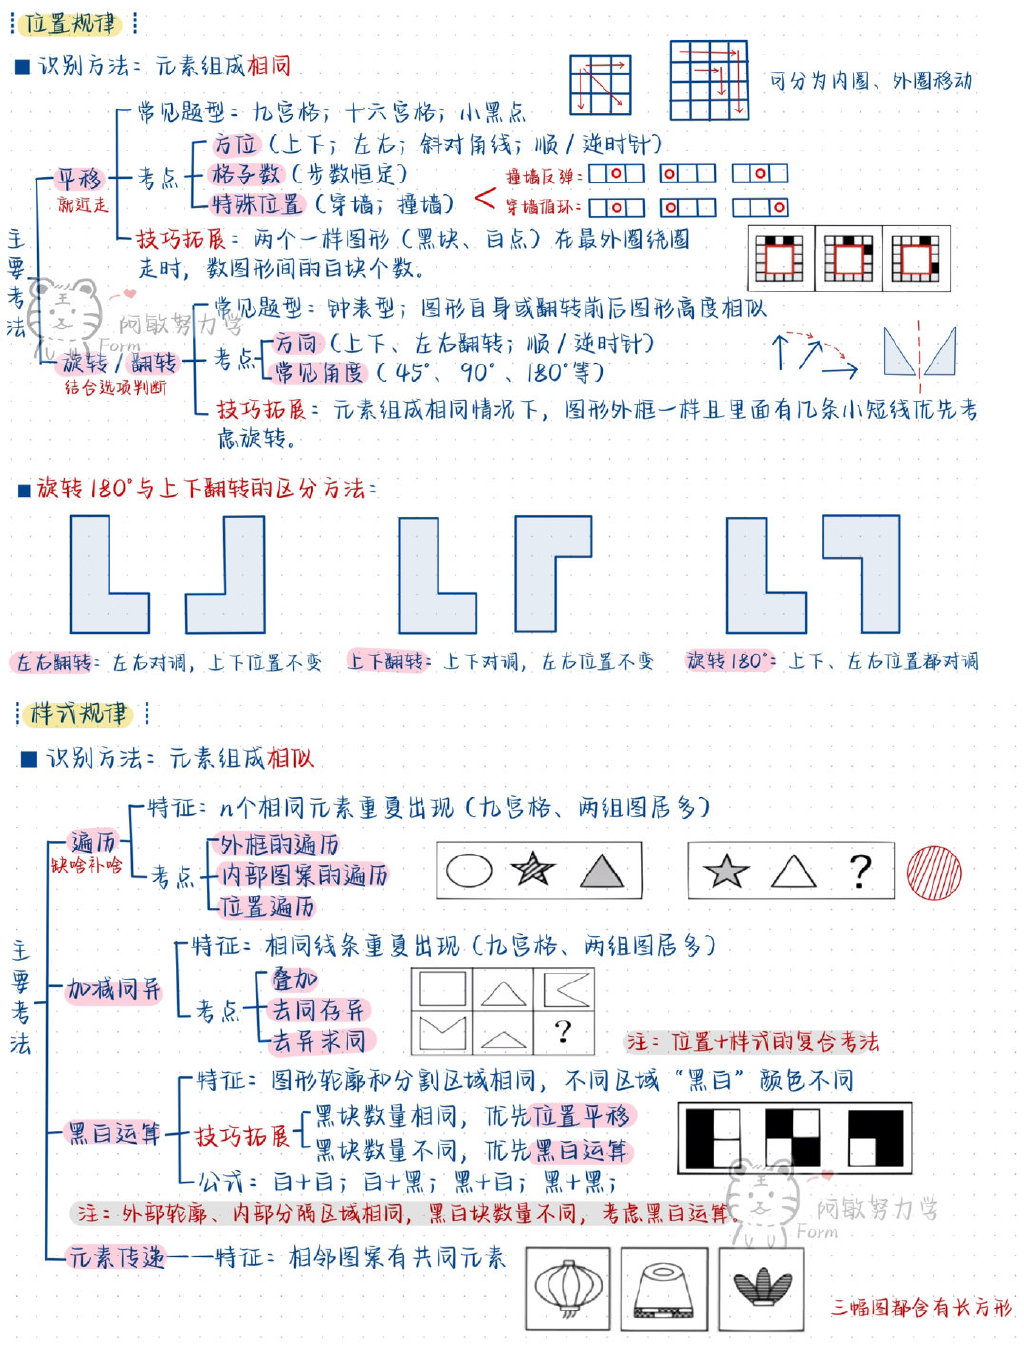 位置规律
■ 识别方法：元素组成相同
可分为内圈、外圈移动
常见题型：九宫格；十六宫格；小黑点
方位（上下；左右；斜对角线；顺/逆时针）
平移
考点
格子数（步数恒定）
撞墙反弹：
就近走
特殊位置（穿墙；撞墙）
穿墙循环：
技巧拓展：两个一样图形（黑块、白点）在最外圈绕圈
走时，数图形间的白块个数。
主要考法
阿敏努力学
Form
常见题型：钟表型；图形自身或翻转前后图形高度相似
方向（上下、左右翻转；顺/逆时针）
旋转/翻转
考点
常见角度（45°、90°、180°等）
结合选项判断
技巧拓展：元素组成相同情况下，图形外框一样且里面有几条小短线优先考
虑旋转。
■ 旋转180°与上下翻转的区分方法：
左右翻转：左右对调，上下位置不变
上下翻转：上下对调，左右位置不变
旋转180°：上下、左右位置都对调
样式规律
■ 识别方法：元素组成相似
特征：n个相同元素重复出现（九宫格、两组图居多）
遍历
缺啥补啥
外框的遍历
考点
内部图案的遍历
?
位置遍历
特征：相同线条重复出现（九宫格、两组图居多）
主要考法
加减同异
叠加
考点
去同存异
去异求同
?
注：位置+样式的复合考法
特征：图形轮廓和分割区域相同，不同区域“黑白”颜色不同
黑白运算
技巧拓展
黑块数量相同，优先位置平移
黑块数量不同，优先黑白运算
公式：白+白；白+黑；黑+白；黑+黑；
阿敏努力学
Form
注：外部轮廓、内部分隔区域相同，黑白块数量不同，考虑黑白运算。
元素传递——特征：相邻图案有共同元素
三幅图都含有长方形